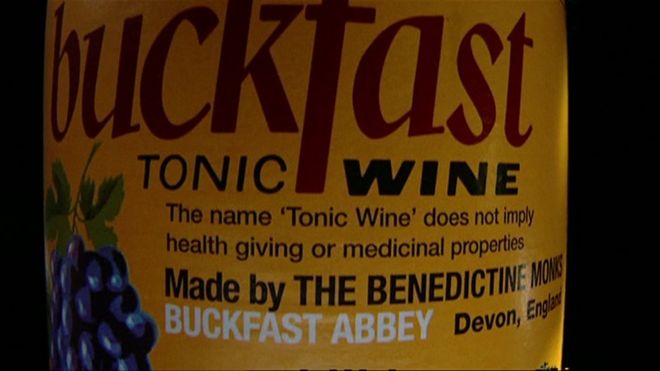 buckfast
TONIC WINE
The name ‘Tonic Wine’ does not imply
health giving or medicinal properties
Made by THE BENEDICTINE MONKS
BUCKFAST ABBEY Devon, England